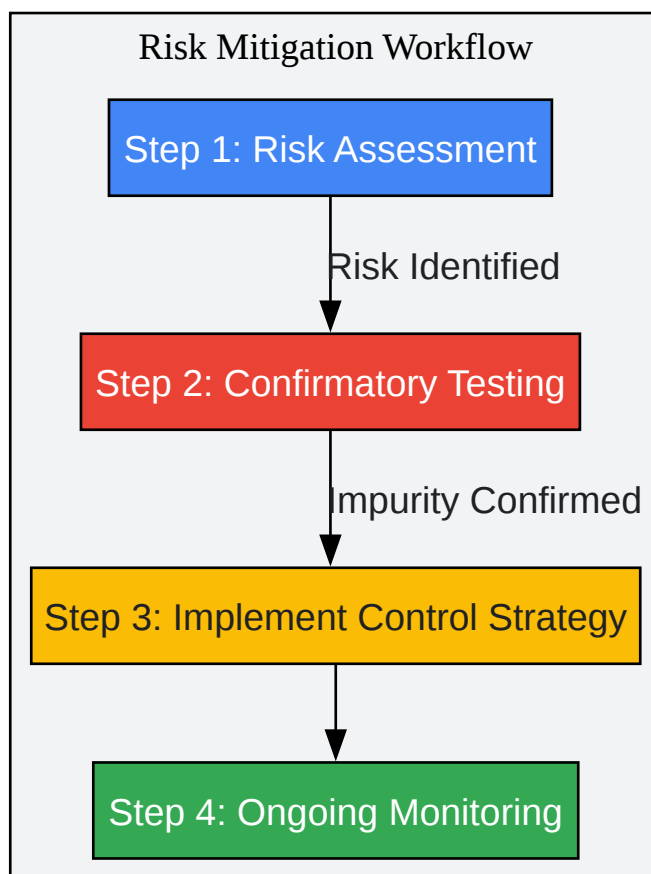 Risk Mitigation Workflow
Step 1: Risk Assessment
Risk Identified
Step 2: Confirmatory Testing
Impurity Confirmed
Step 3: Implement Control Strategy
Step 4: Ongoing Monitoring